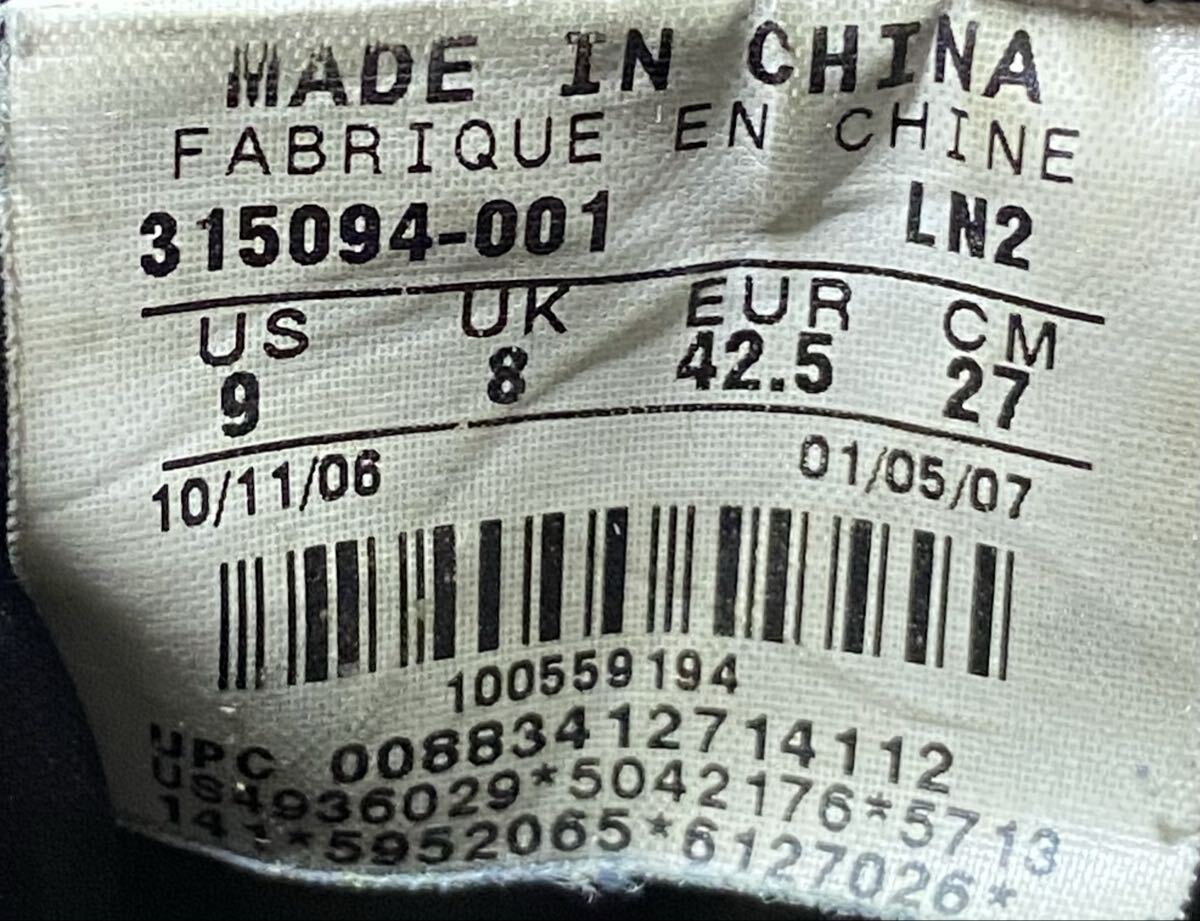 MADE IN CHINA
FABRIQUE EN CHINE
315094-001 LN2
US UK EUR CM
9 8 42.5 27
10/11/06 01/05/07
100559194
UPC 00883412714112
US4936029*5042176*5713
141*5952065*6127026*